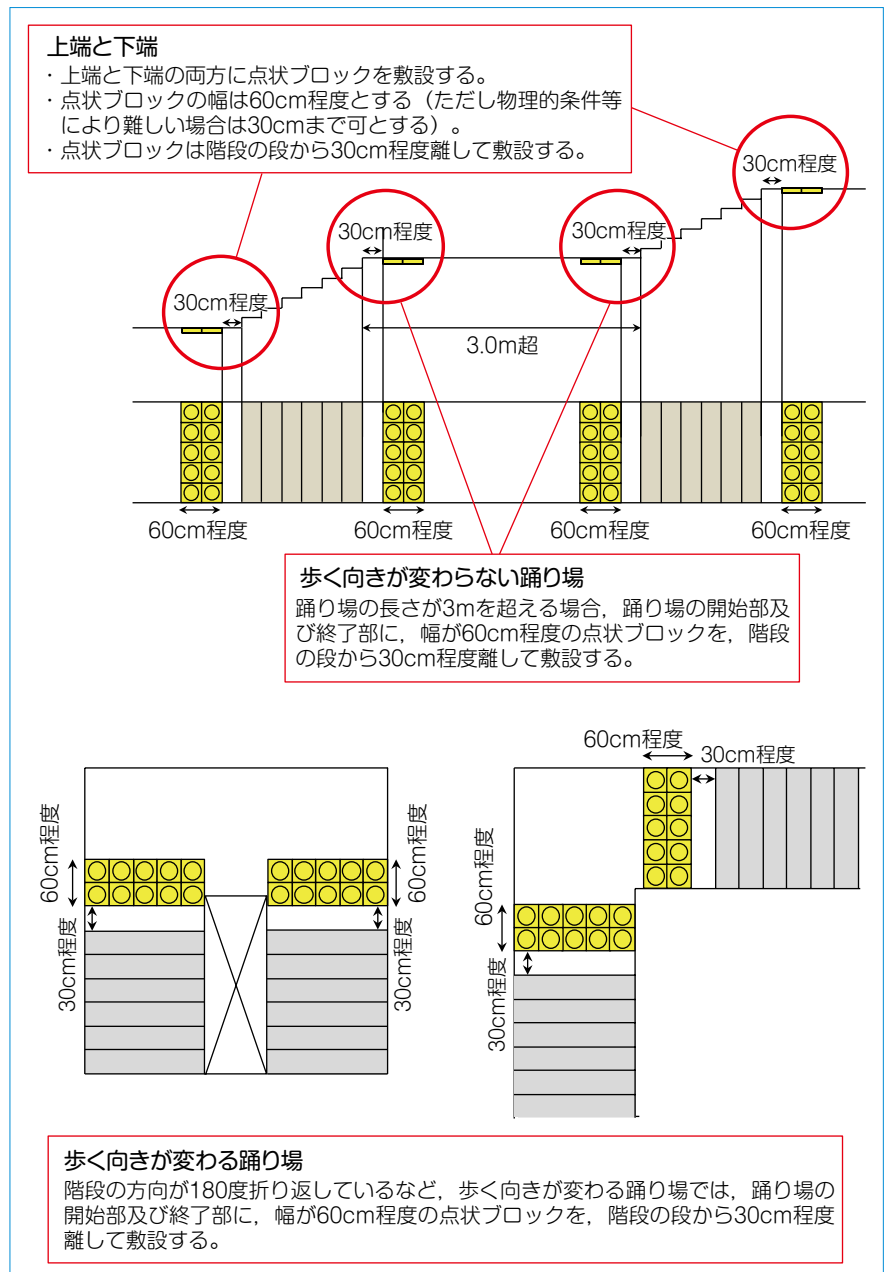 上端と下端
・上端と下端の両方に点状ブロックを敷設する。
・点状ブロックの幅は60cm程度とする（ただし物理的条件等
により難しい場合は30cmまで可とする）。
・点状ブロックは階段の段から30cm程度離して敷設する。
30cm程度
30cm程度
30cm程度
30cm程度
3.0m超
60cm程度
60cm程度
60cm程度
60cm程度
歩く向きが変わらない踊り場
踊り場の長さが3mを超える場合，踊り場の開始部及
び終了部に，幅が60cm程度の点状ブロックを，階段
の段から30cm程度離して敷設する。
60cm程度
30cm程度
60cm程度
30cm程度
60cm程度
30cm程度
60cm程度
30cm程度
歩く向きが変わる踊り場
階段の方向が180度折り返しているなど，歩く向きが変わる踊り場では，踊り場の
開始部及び終了部に，幅が60cm程度の点状ブロックを，階段の段から30cm程度
離して敷設する。